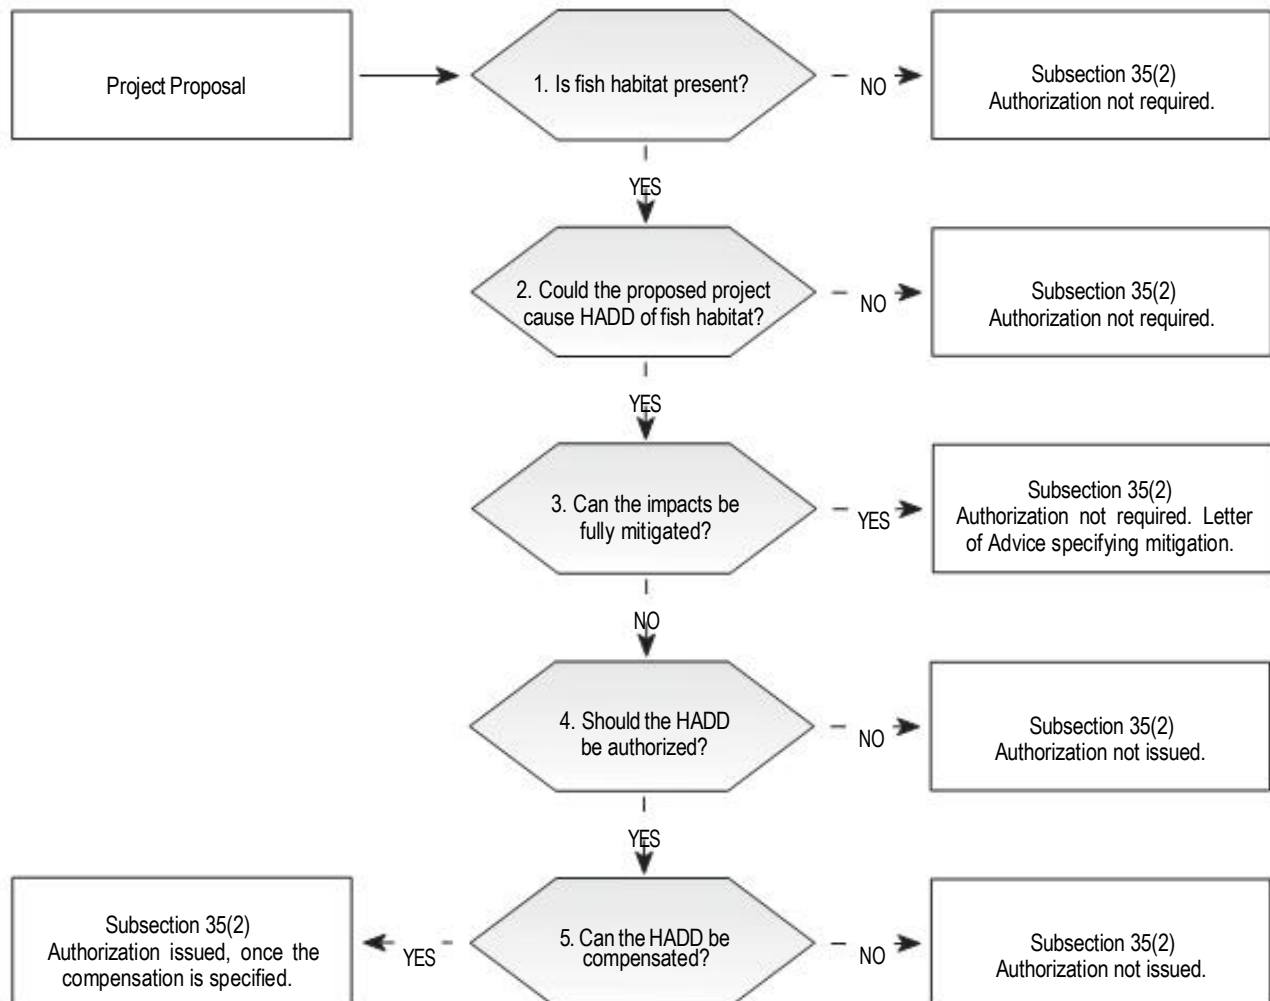 Project Proposal
1. Is fish habitat present?
NO
Subsection 35(2)
Authorization not required.
YES
2. Could the proposed project
cause HADD of fish habitat?
NO
Subsection 35(2)
Authorization not required.
YES
3. Can the impacts be
fully mitigated?
YES
Subsection 35(2)
Authorization not required. Letter
of Advice specifying mitigation.
NO
4. Should the HADD
be authorized?
NO
Subsection 35(2)
Authorization not issued.
YES
5. Can the HADD be
compensated?
YES
Subsection 35(2)
Authorization issued, once the
compensation is specified.
NO
Subsection 35(2)
Authorization not issued.